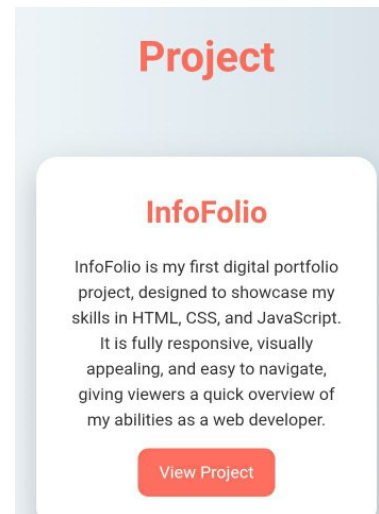 Project
InfoFolio
InfoFolio is my first digital portfolio
project, designed to showcase my
skills in HTML, CSS, and JavaScript.
It is fully responsive, visually
appealing, and easy to navigate,
giving viewers a quick overview of
my abilities as a web developer.
View Project